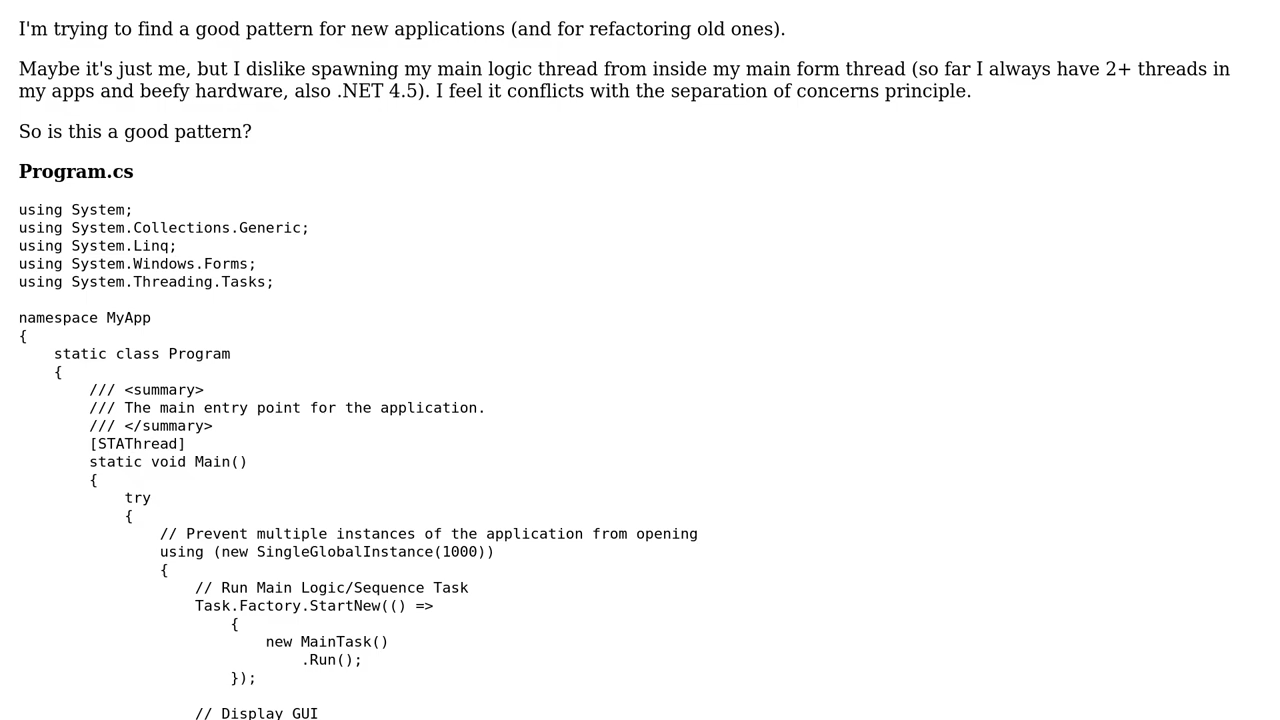 I'm trying to find a good pattern for new applications (and for refactoring old ones).
Maybe it's just me, but I dislike spawning my main logic thread from inside my main form thread (so far I always have 2+ threads in
my apps and beefy hardware, also .NET 4.5). I feel it conflicts with the separation of concerns principle.
So is this a good pattern?
Program.cs
using System;
using System.Collections.Generic;
using System.Linq;
using System.Windows.Forms;
using System.Threading.Tasks;
namespace MyApp
{
    static class Program
    {
        /// <summary>
        /// The main entry point for the application.
        /// </summary>
        [STAThread]
        static void Main()
        {
            try
            {
                // Prevent multiple instances of the application from opening
                using (new SingleGlobalInstance(1000))
                {
                    // Run Main Logic/Sequence Task
                    Task.Factory.StartNew(() =>
                        {
                            new MainTask()
                                .Run();
                        });
                    // Display GUI